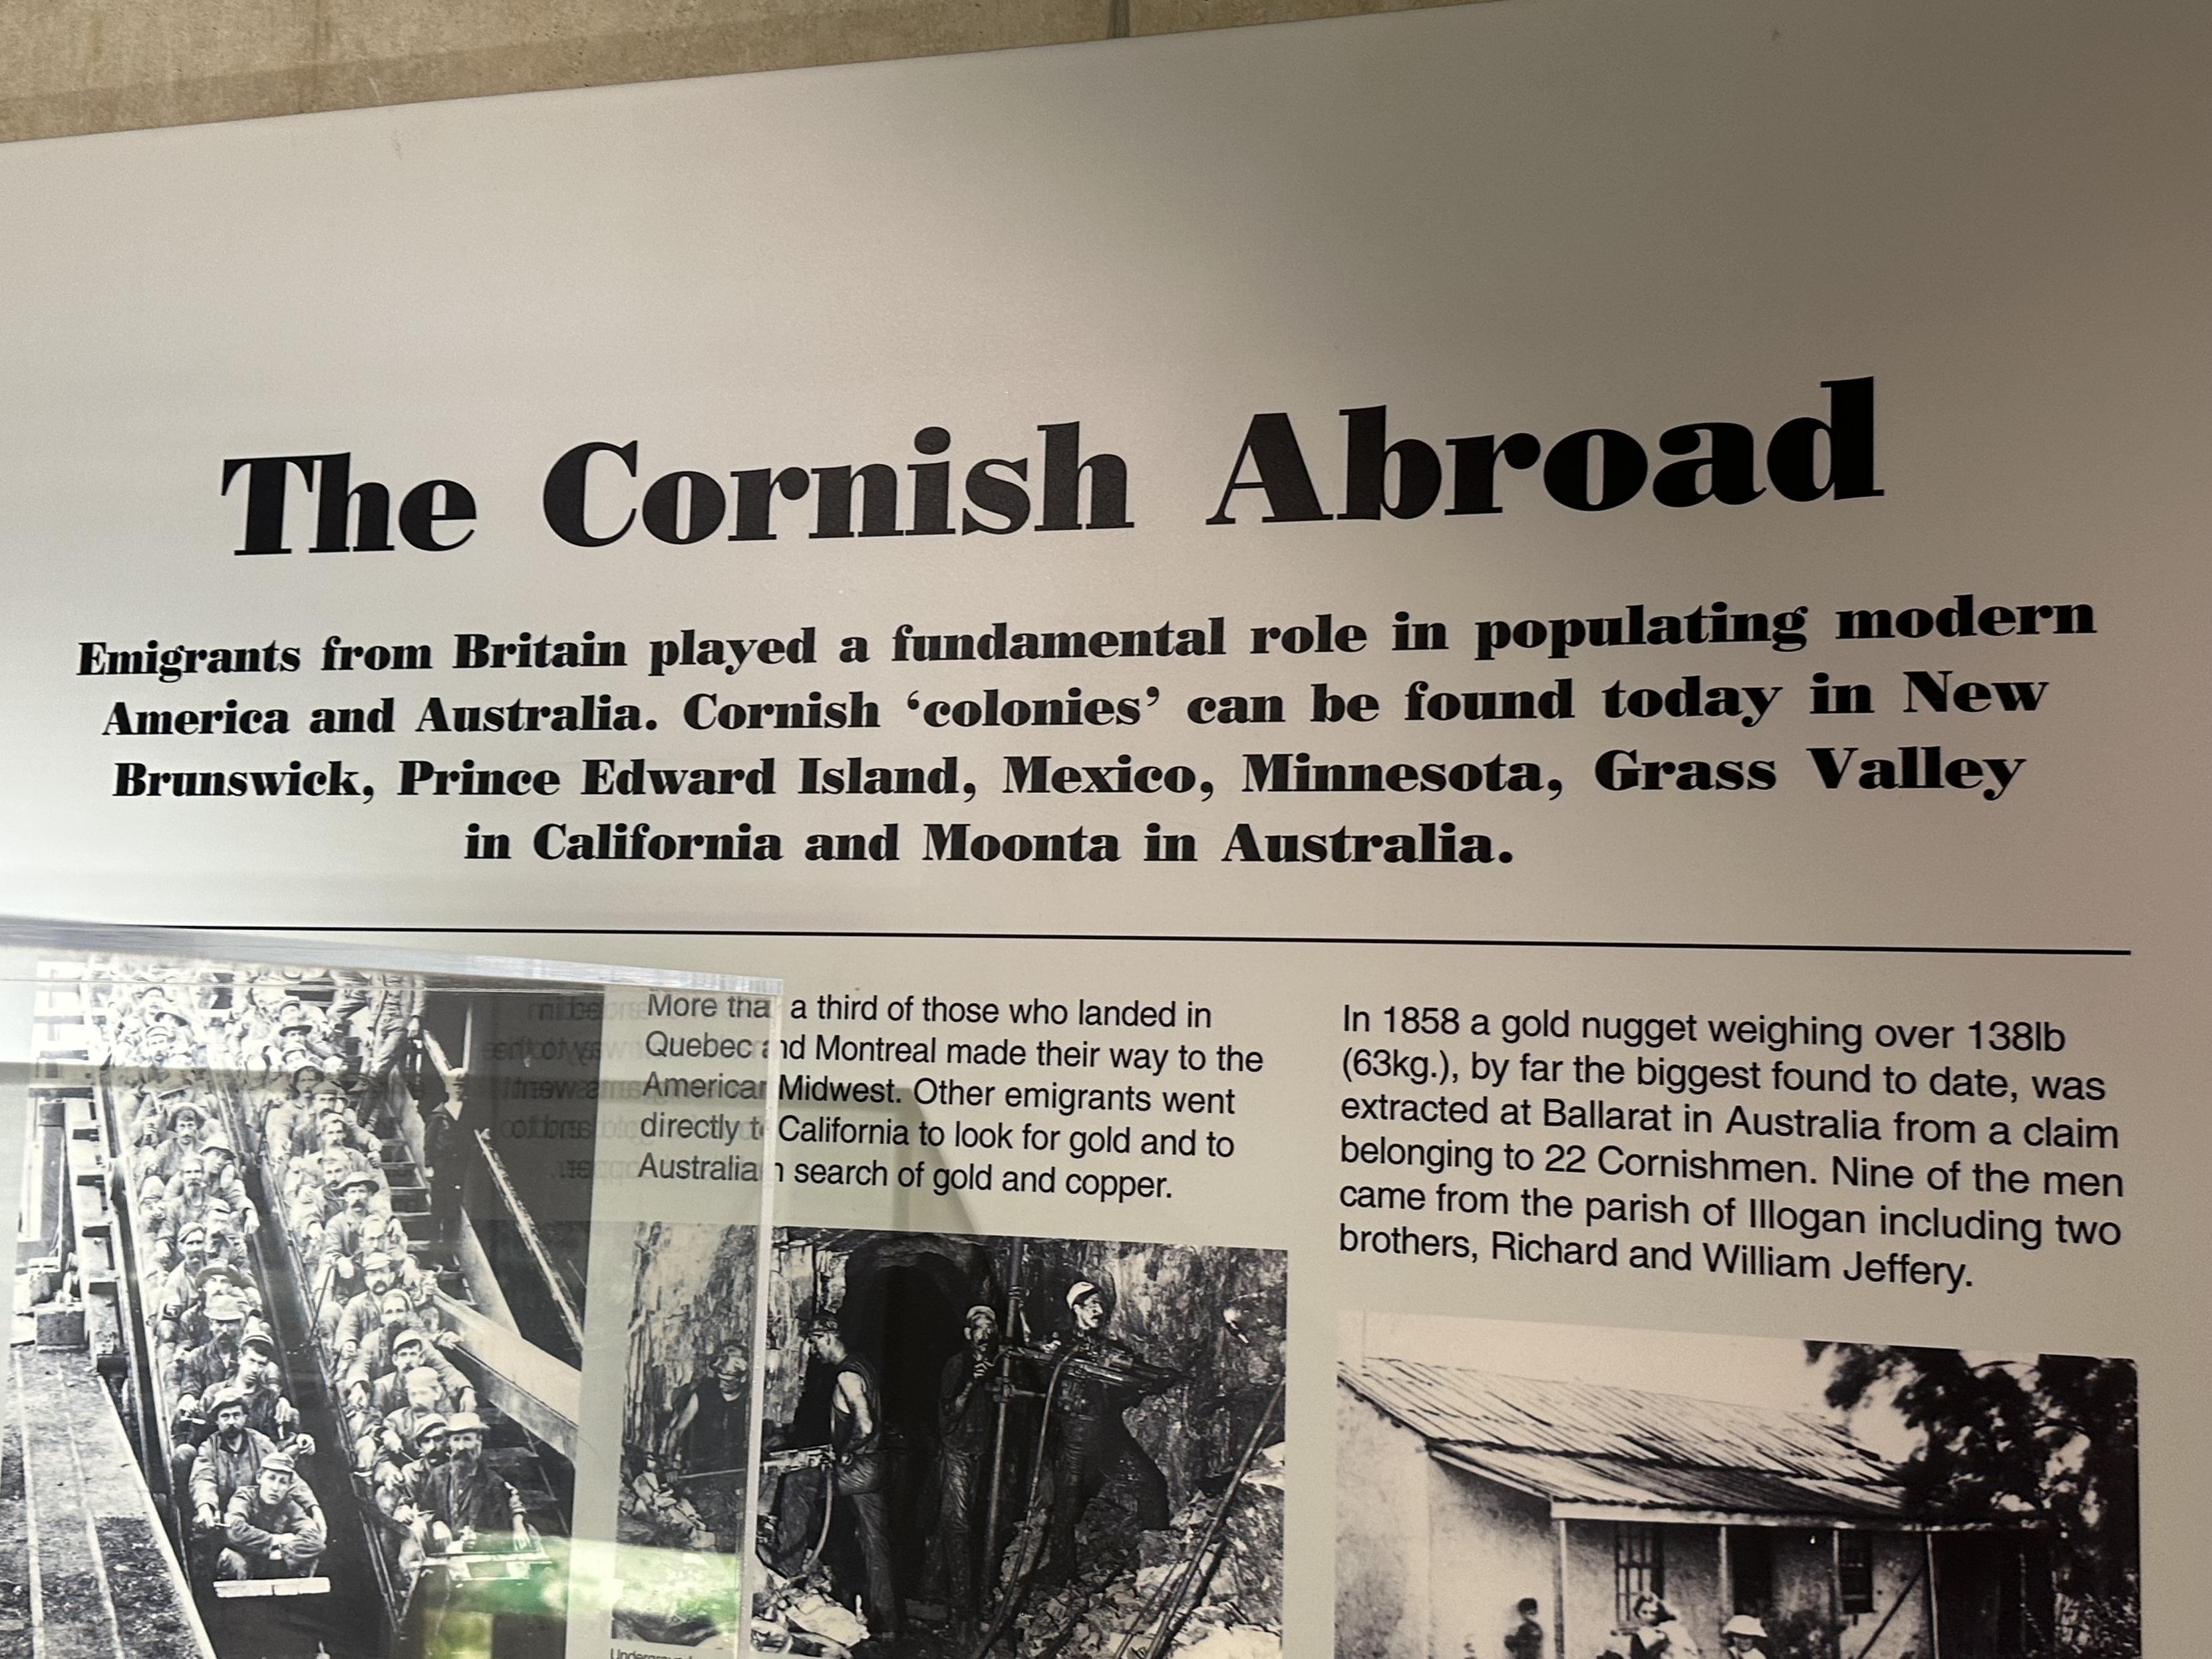 The Cornish Abroad
Emigrants from Britain played a fundamental role in populating modern
America and Australia. Cornish ‘colonies’ can be found today in New
Brunswick, Prince Edward Island, Mexico, Minnesota, Grass Valley
in California and Moonta in Australia.
More tha a third of those who landed in
Quebec and Montreal made their way to the
American Midwest. Other emigrants went
directly to California to look for gold and to
Australia in search of gold and copper.
In 1858 a gold nugget weighing over 138lb
(63kg.), by far the biggest found to date, was
extracted at Ballarat in Australia from a claim
belonging to 22 Cornishmen. Nine of the men
came from the parish of Illogan including two
brothers, Richard and William Jeffery.